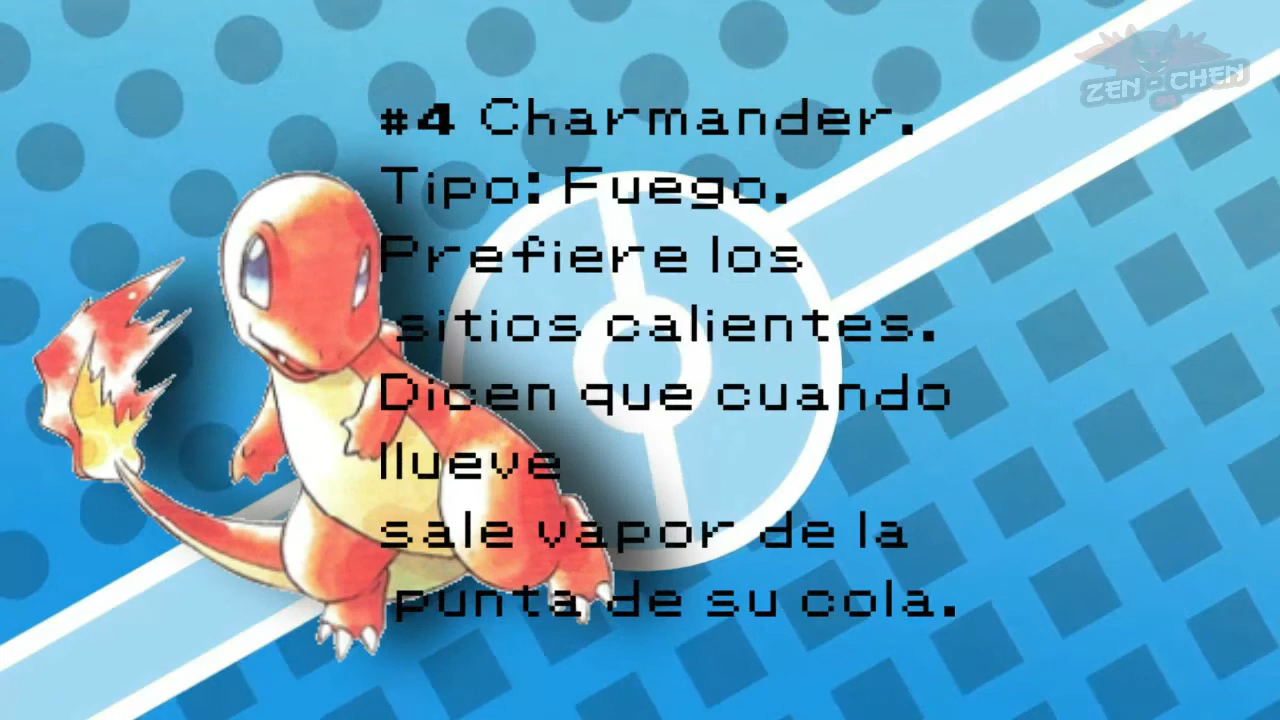 ZEN-CHEN
#4 Charmander.
Tipo: Fuego.
Prefiere los
sitios calientes.
Dicen que cuando
llueve
sale vapor de la
punta de su cola.